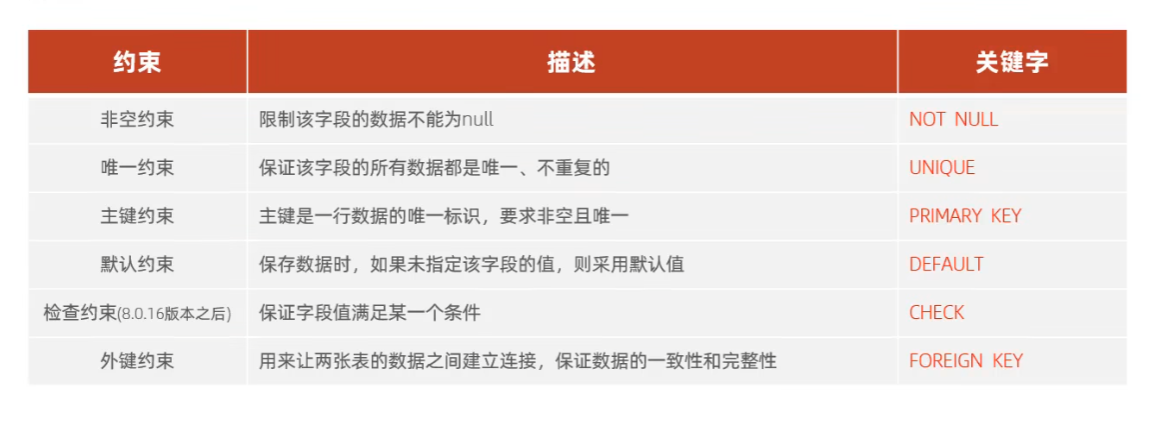 约束 描述 关键字
非空约束 限制该字段的数据不能为null NOT NULL
唯一约束 保证该字段的所有数据都是唯一、不重复的 UNIQUE
主键约束 主键是一行数据的唯一标识，要求非空且唯一 PRIMARY KEY
默认约束 保存数据时，如果未指定该字段的值，则采用默认值 DEFAULT
检查约束(8.0.16版本之后) 保证字段值满足某一个条件 CHECK
外键约束 用来让两张表的数据之间建立连接，保证数据的一致性和完整性 FOREIGN KEY